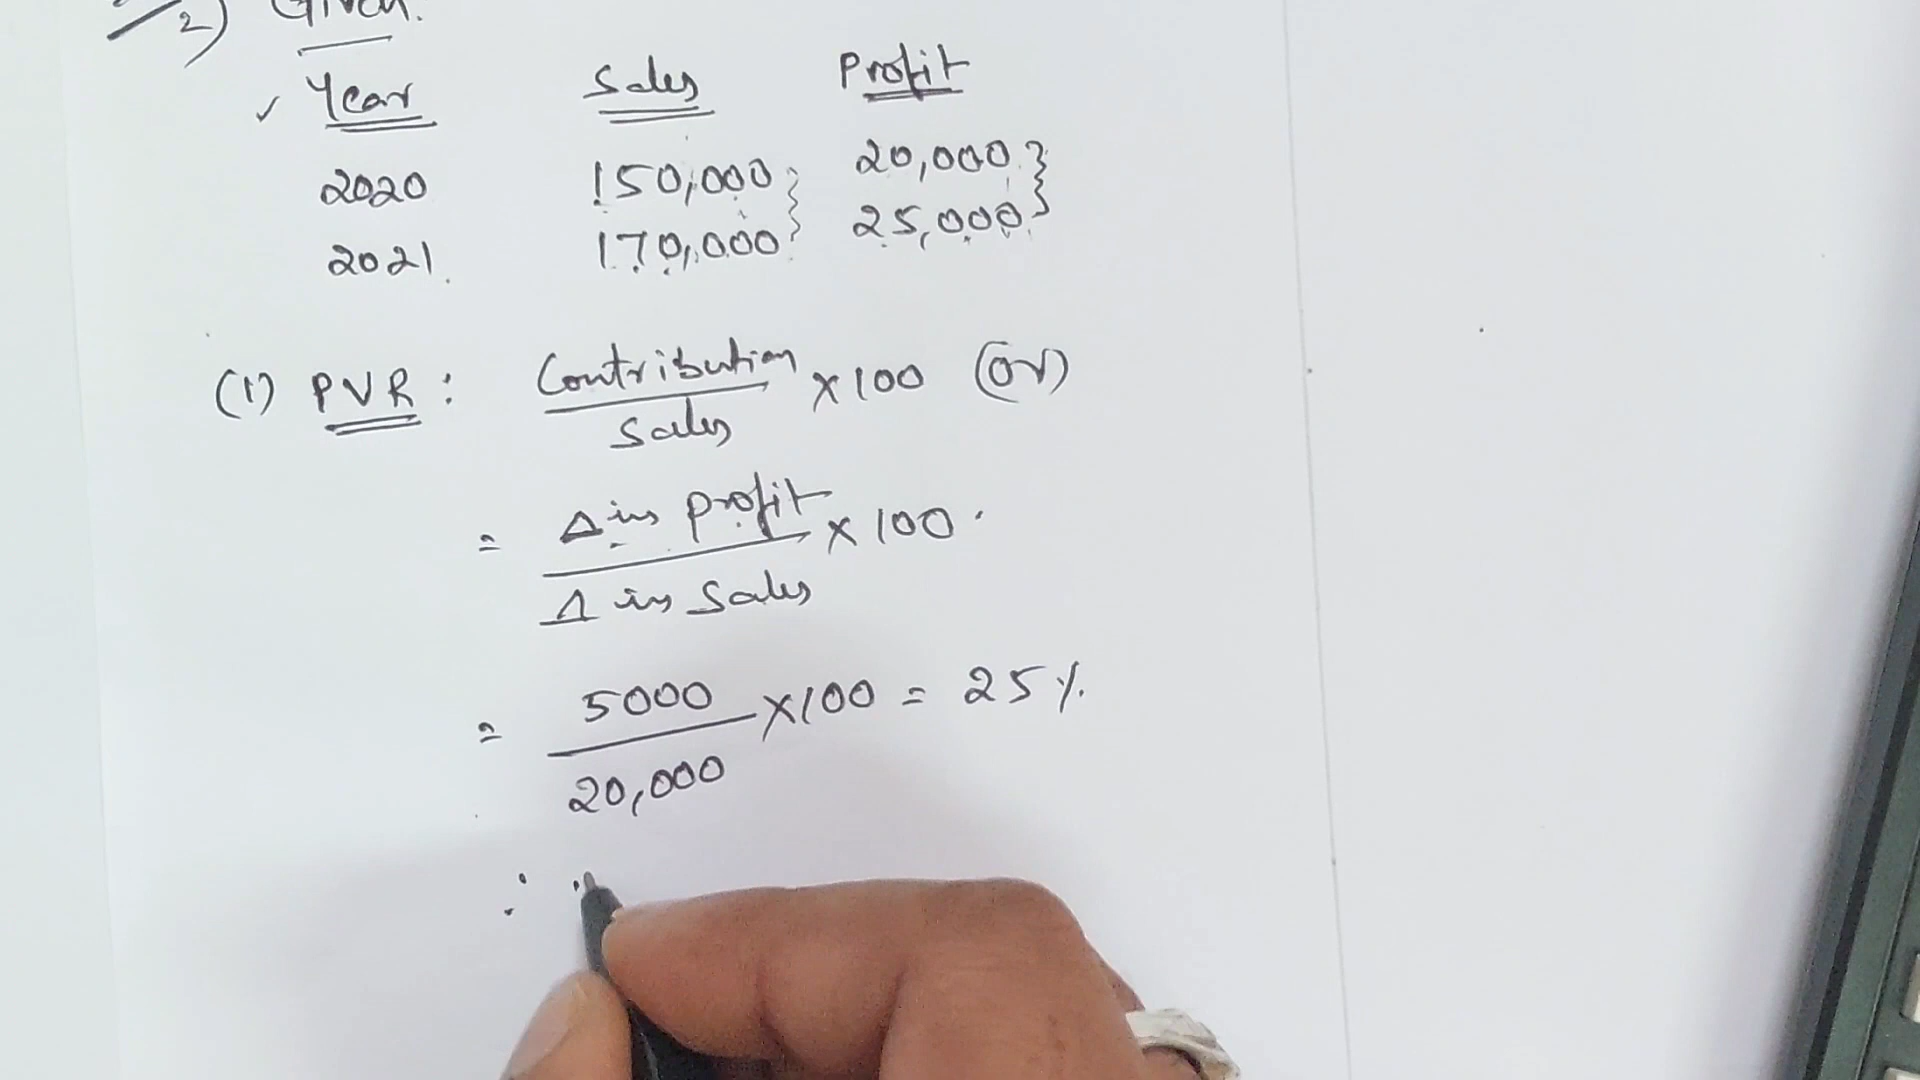 2) Given.
Year Sales Profit
2020 150,000 20,000
2021 170,000 25,000
(1) PVR : Contribution / Sales × 100 (or)
= Δ in profit / Δ in Sales × 100
= 5000 / 20,000 × 100 = 25%